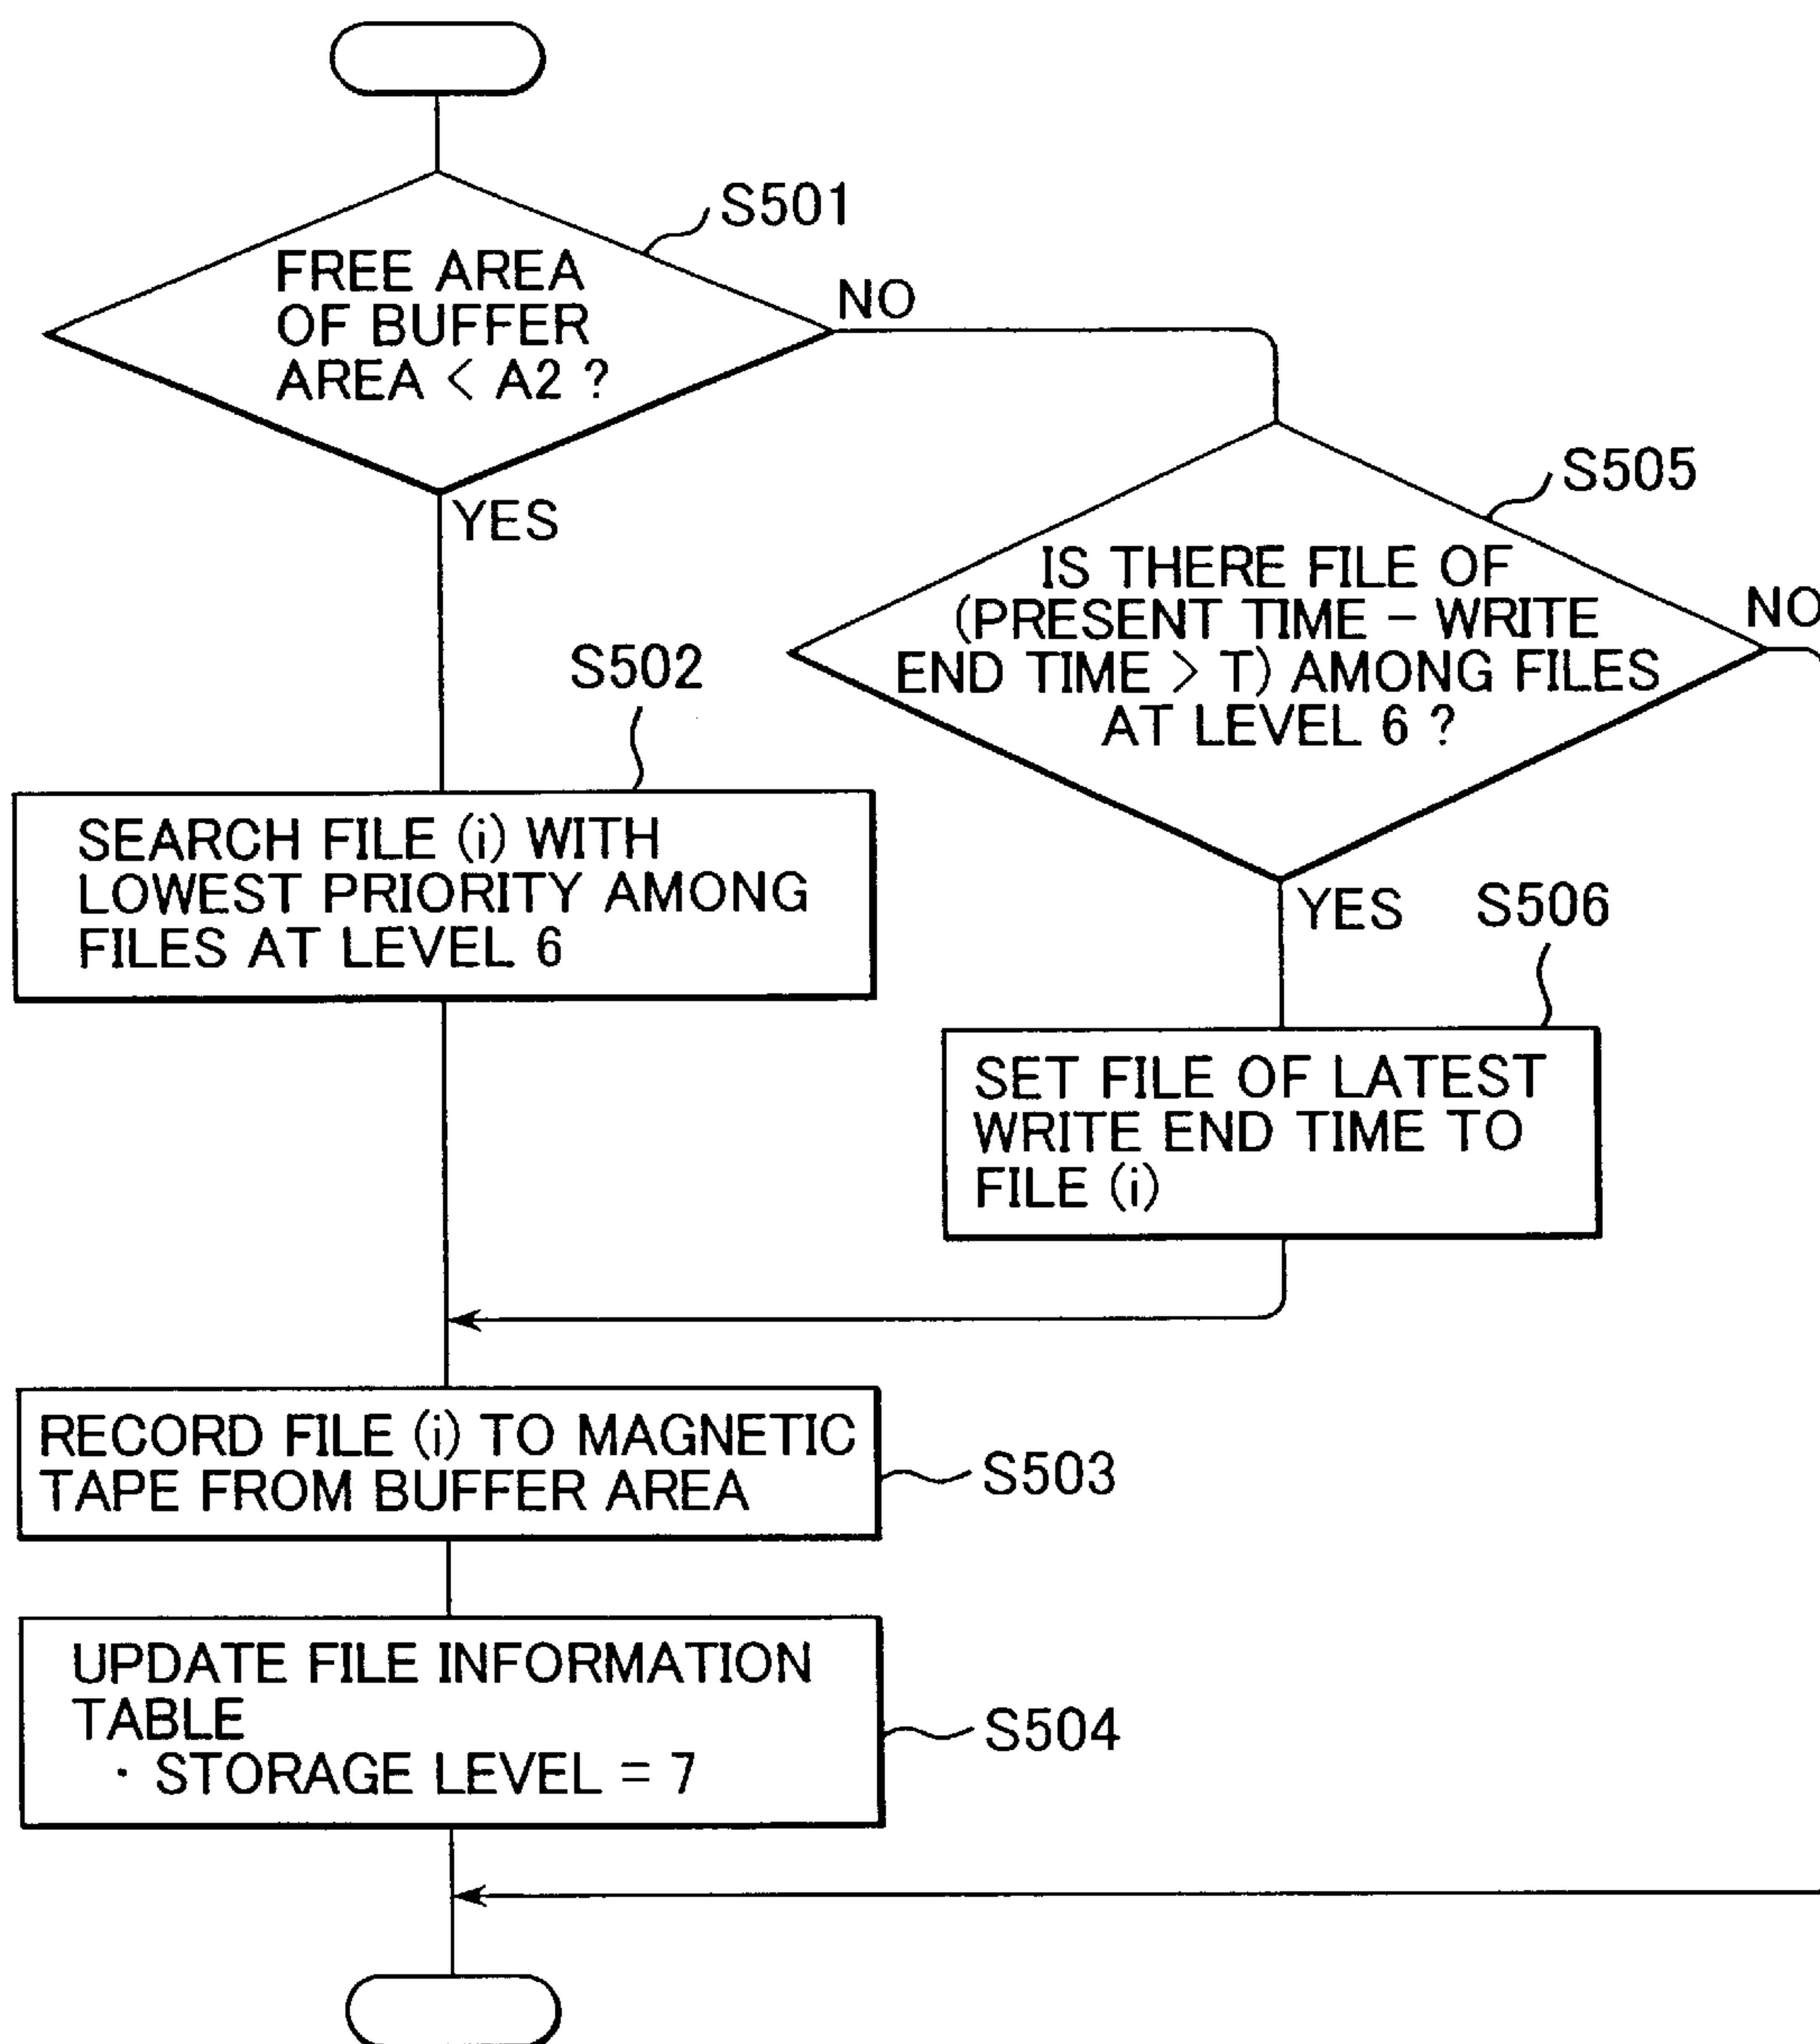 S501
FREE AREA
OF BUFFER
AREA < A2 ?
NO
YES
S505
IS THERE FILE OF
(PRESENT TIME − WRITE
END TIME > T) AMONG FILES
AT LEVEL 6 ?
NO
YES
S502
SEARCH FILE (i) WITH
LOWEST PRIORITY AMONG
FILES AT LEVEL 6
S506
SET FILE OF LATEST
WRITE END TIME TO
FILE (i)
RECORD FILE (i) TO MAGNETIC
TAPE FROM BUFFER AREA
S503
UPDATE FILE INFORMATION
TABLE
· STORAGE LEVEL = 7
S504